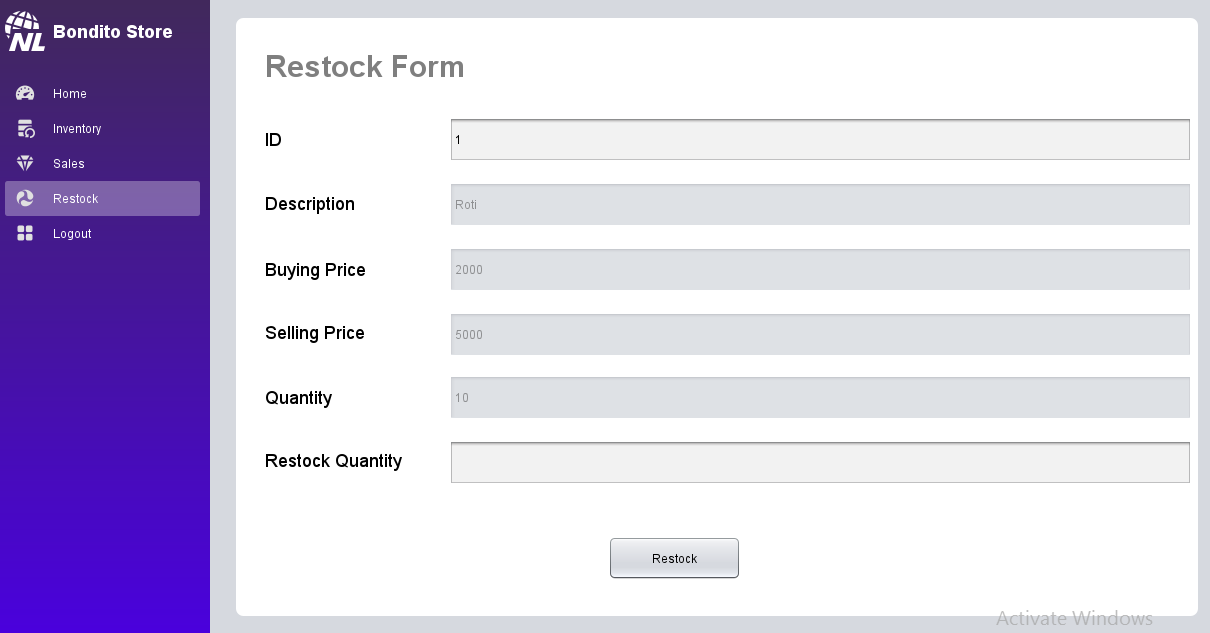 NL
Bondito Store
Home
Inventory
Sales
Restock
Logout
Restock Form
ID
1
Description
Roti
Buying Price
2000
Selling Price
5000
Quantity
10
Restock Quantity
Restock
Activate Windows